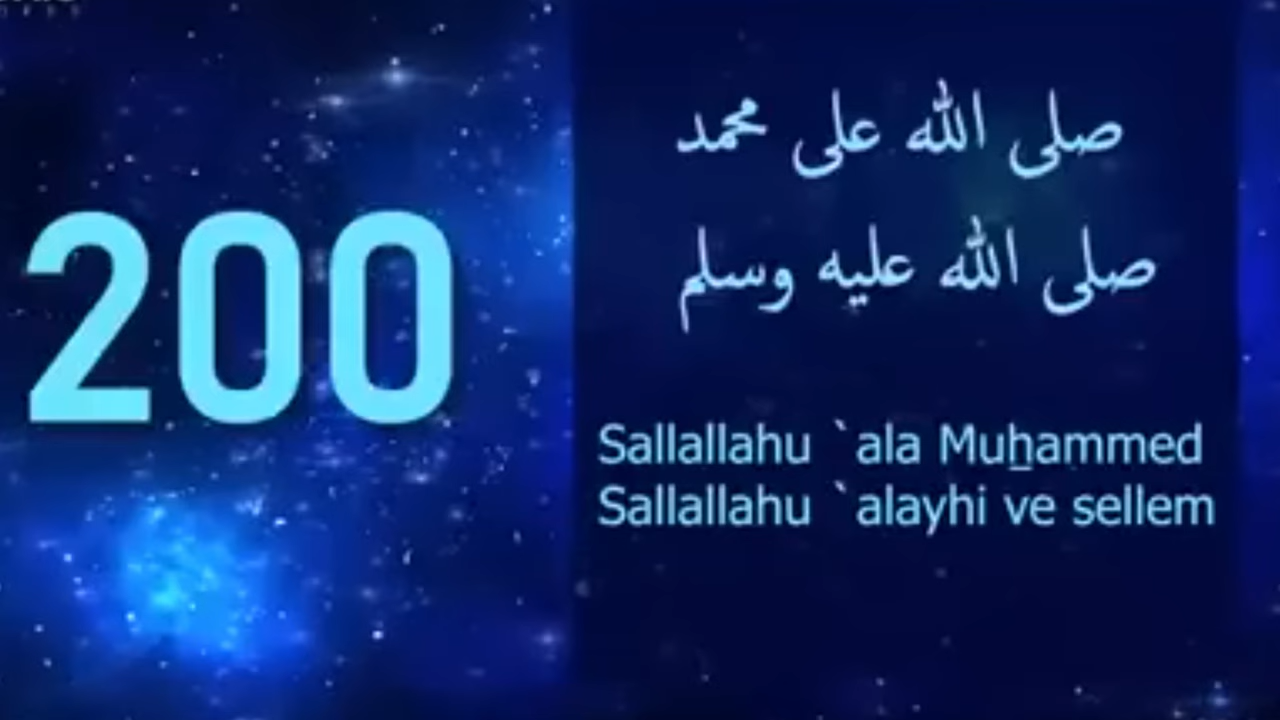 200
صلى الله على محمد
صلى الله عليه وسلم
Sallallahu `ala Muẖammed
Sallallahu `alayhi ve sellem